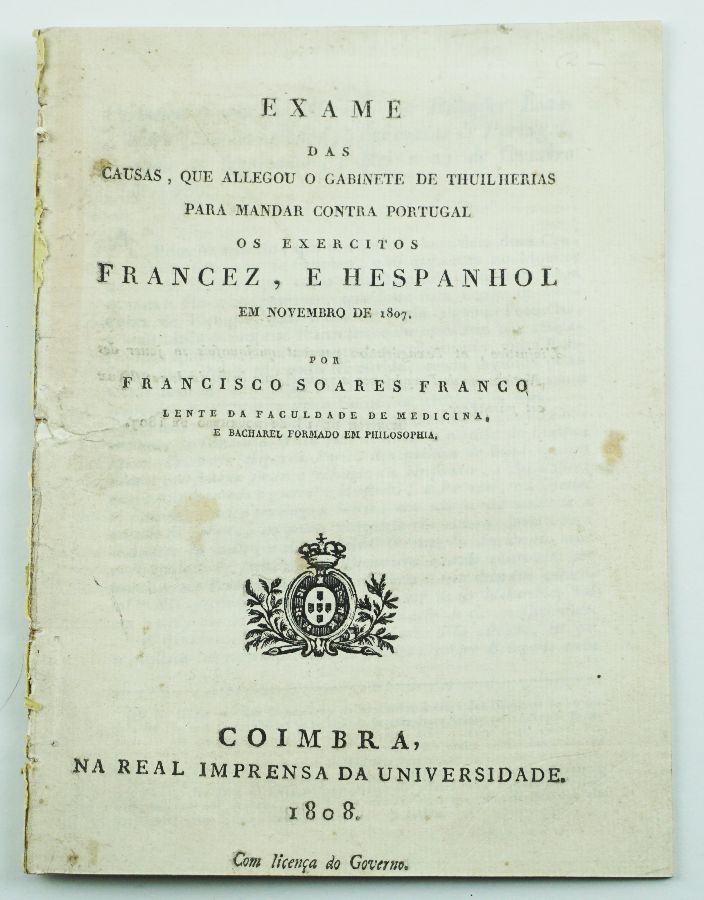 EXAME
DAS
CAUSAS, QUE ALLEGOU O GABINETE DE THUILHERIAS
PARA MANDAR CONTRA PORTUGAL
OS EXERCITOS
FRANCEZ, E HESPANHOL
EM NOVEMBRO DE 1807.
POR
FRANCISCO SOARES FRANCO,
LENTE DA FACULDADE DE MEDICINA,
E BACHAREL FORMADO EM PHILOSOPHIA.
COIMBRA,
NA REAL IMPRENSA DA UNIVERSIDADE.
1808.
Com licença do Governo.